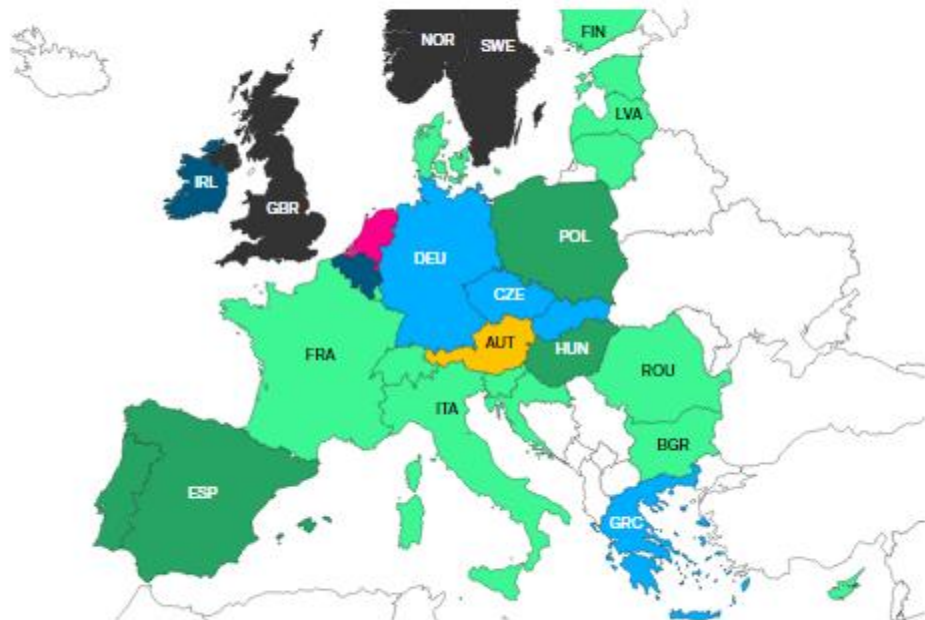 FIN
NOR
SWE
LVA
IRL
GBR
POL
DEU
CZE
AUT
HUN
FRA
ROU
ITA
BGR
ESP
GRC